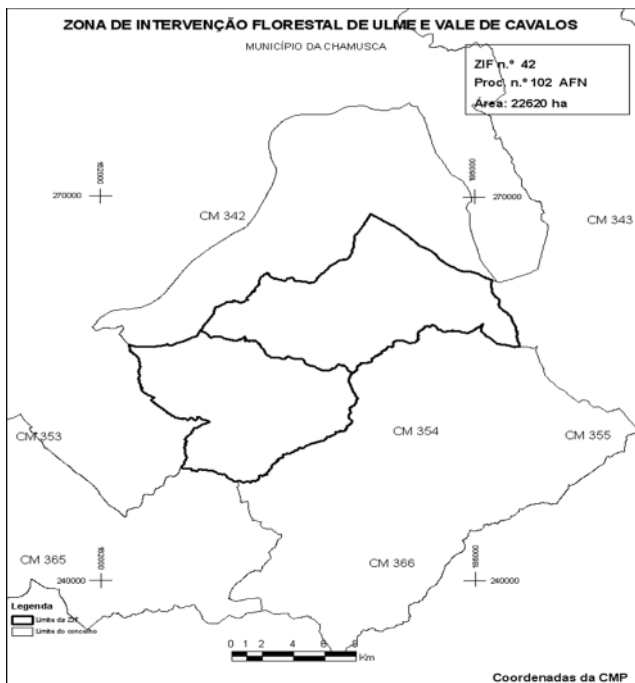 ZONA DE INTERVENÇÃO FLORESTAL DE ULME E VALE DE CAVALOS
MUNICÍPIO DA CHAMUSCA
ZIF n.º 42
Proc. n.º 102 AFN
Área: 22620 ha
162000
270000
270000
CM 342
CM 343
CM 353
CM 354
CM 355
CM 365
162000
CM 366
240000
240000
Legenda
Limite da ZIF
Limite do concelho
0 1 2 4 6 8
Km
Coordenadas da CMP